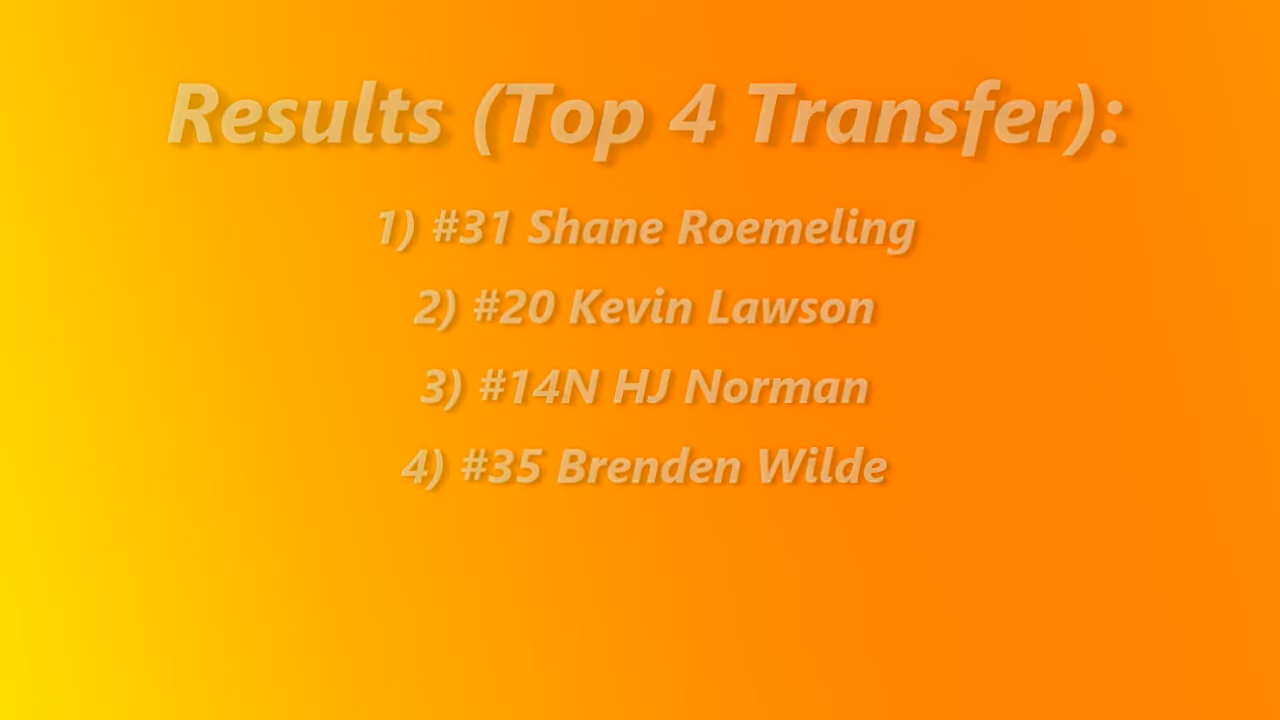 Results (Top 4 Transfer):
1) #31 Shane Roemeling
2) #20 Kevin Lawson
3) #14N HJ Norman
4) #35 Brenden Wilde